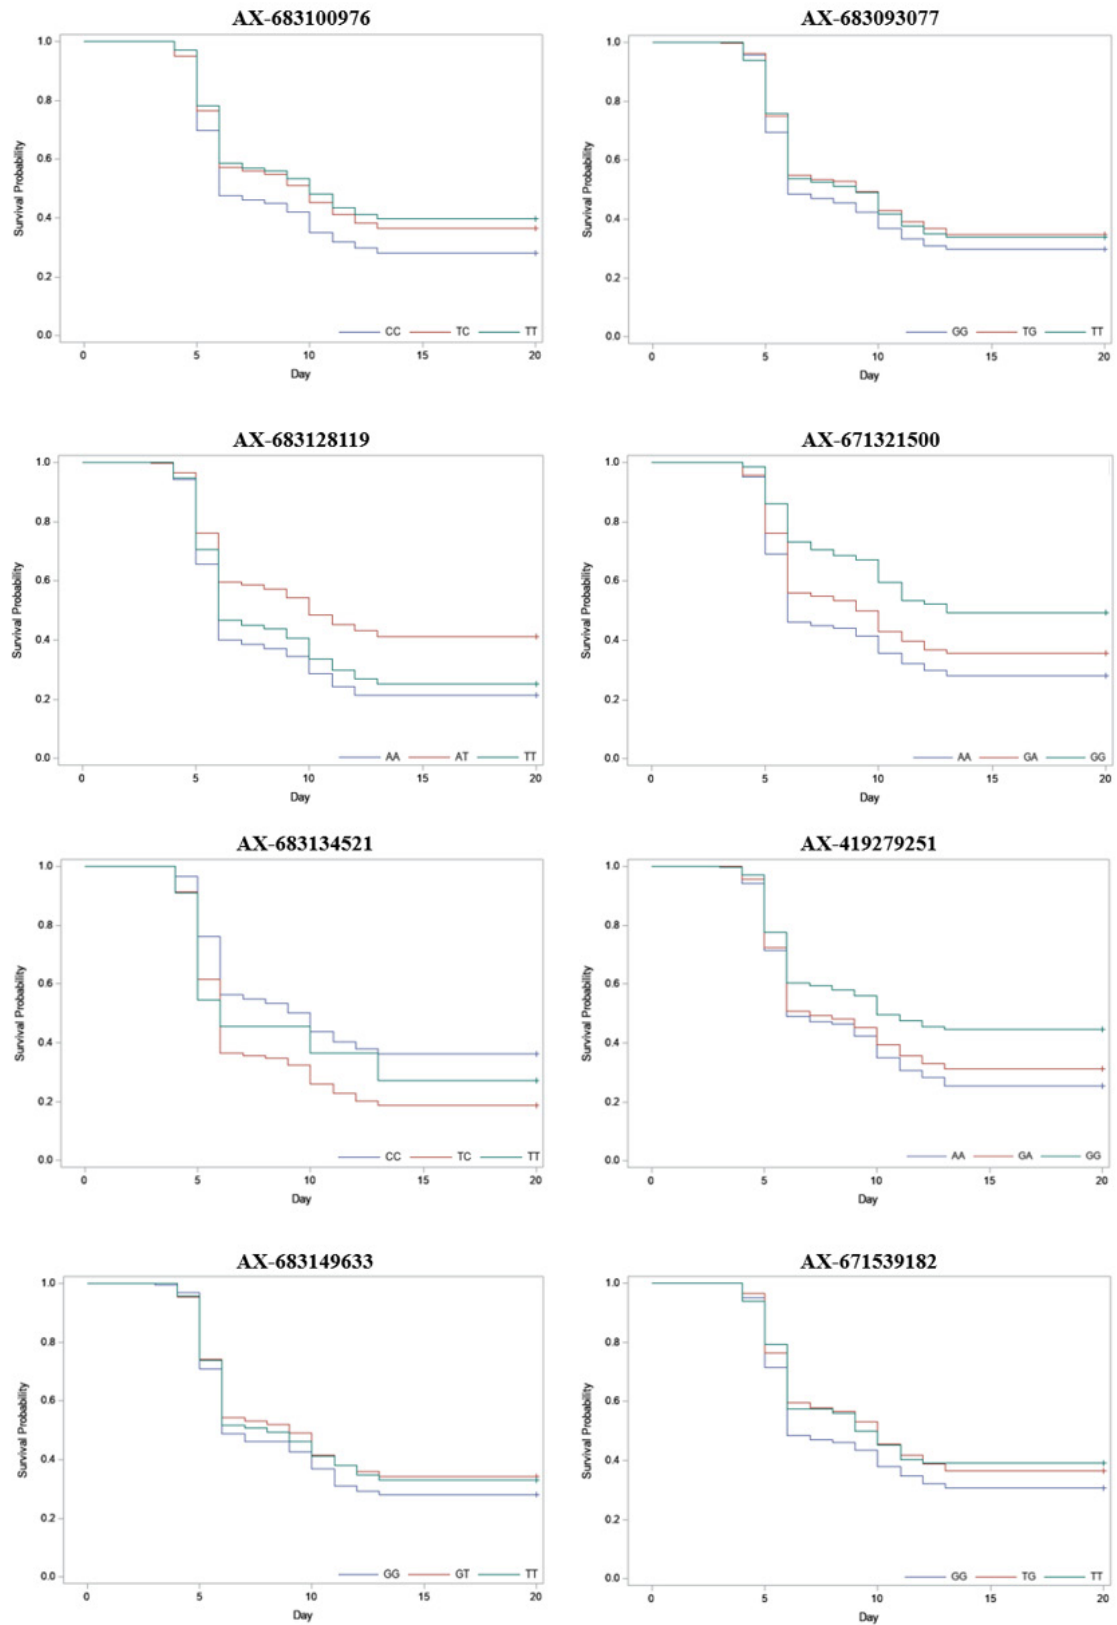 AX-683100976
1.0
0.8
0.6
0.4
0.2
0.0
Survival Probability
CC TC TT
0 5 10 15 20
Day
AX-683093077
1.0
0.8
0.6
0.4
0.2
0.0
Survival Probability
GG TG TT
0 5 10 15 20
Day
AX-683128119
1.0
0.8
0.6
0.4
0.2
0.0
Survival Probability
AA AT TT
0 5 10 15 20
Day
AX-671321500
1.0
0.8
0.6
0.4
0.2
0.0
Survival Probability
AA GA GG
0 5 10 15 20
Day
AX-683134521
1.0
0.8
0.6
0.4
0.2
0.0
Survival Probability
CC TC TT
0 5 10 15 20
Day
AX-419279251
1.0
0.8
0.6
0.4
0.2
0.0
Survival Probability
AA GA GG
0 5 10 15 20
Day
AX-683149633
1.0
0.8
0.6
0.4
0.2
0.0
Survival Probability
GG GT TT
0 5 10 15 20
Day
AX-671539182
1.0
0.8
0.6
0.4
0.2
0.0
Survival Probability
GG TG TT
0 5 10 15 20
Day